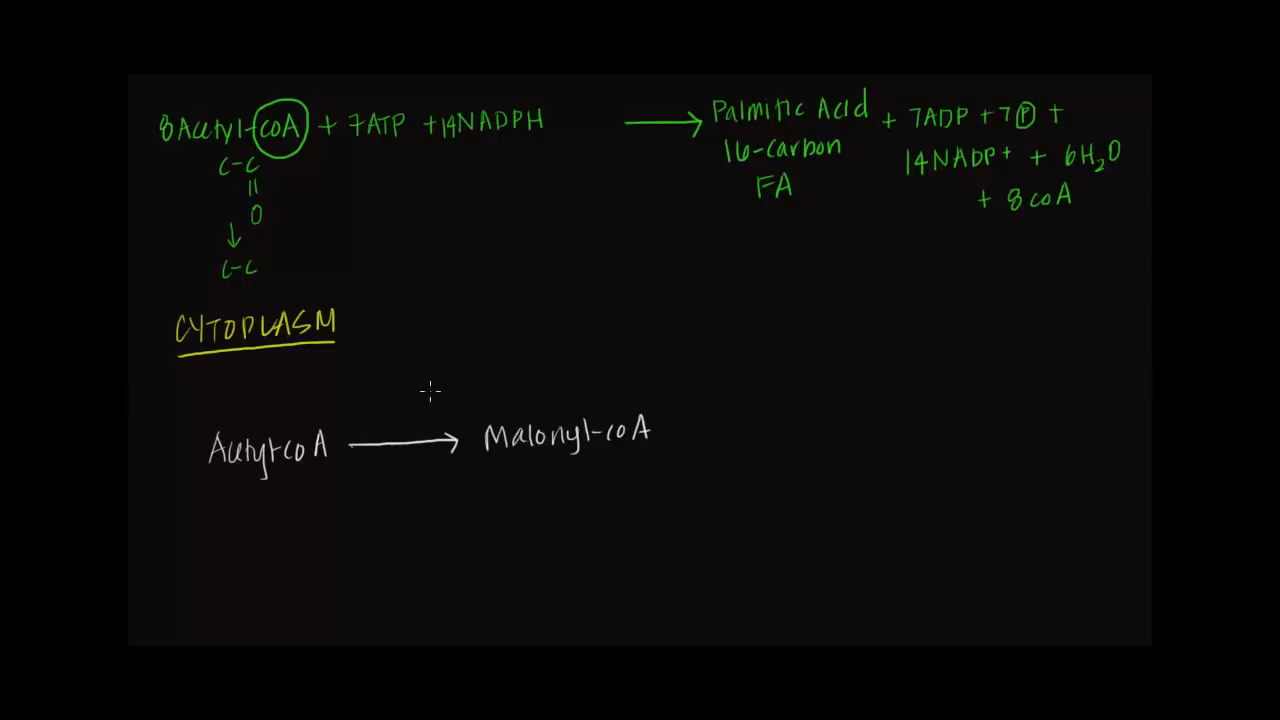 8Acetyl-coA + 7ATP +14NADPH → Palmitic Acid + 7ADP + 7Ⓟ +
16-carbon 14NADP+ + 6H₂O
FA + 8coA
C-C
||
O
↓
C-C
CYTOPLASM
Acetyl-coA → Malonyl-coA